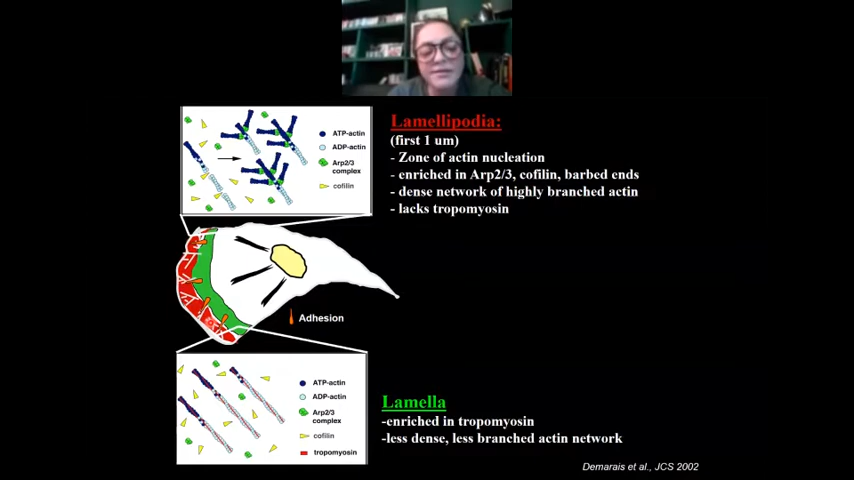 ATP-actin
ADP-actin
Arp2/3
complex
cofilin
Lamellipodia:
(first 1 um)
- Zone of actin nucleation
- enriched in Arp2/3, cofilin, barbed ends
- dense network of highly branched actin
- lacks tropomyosin
Adhesion
ATP-actin
ADP-actin
Arp2/3
complex
cofilin
tropomyosin
Lamella
-enriched in tropomyosin
-less dense, less branched actin network
Demarais et al., JCS 2002